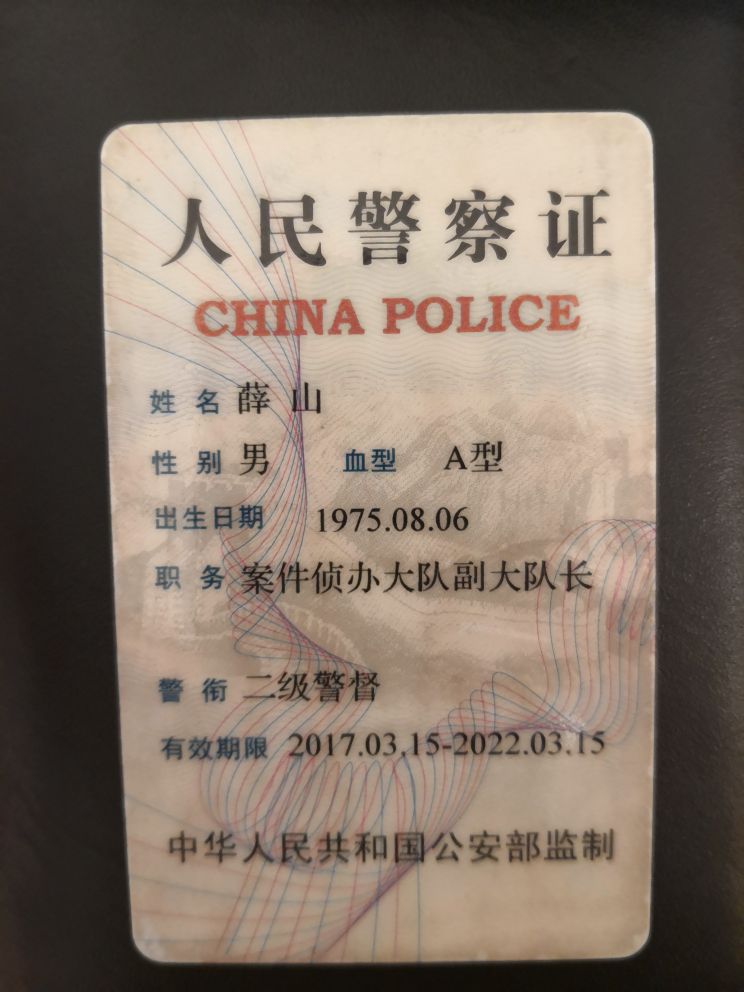 人民警察证
CHINA POLICE
姓 名 薛 山
性 别 男 血型 A型
出生日期 1975.08.06
职 务 案件侦办大队副大队长
警 衔 二级警督
有效期限 2017.03.15-2022.03.15
中华人民共和国公安部监制